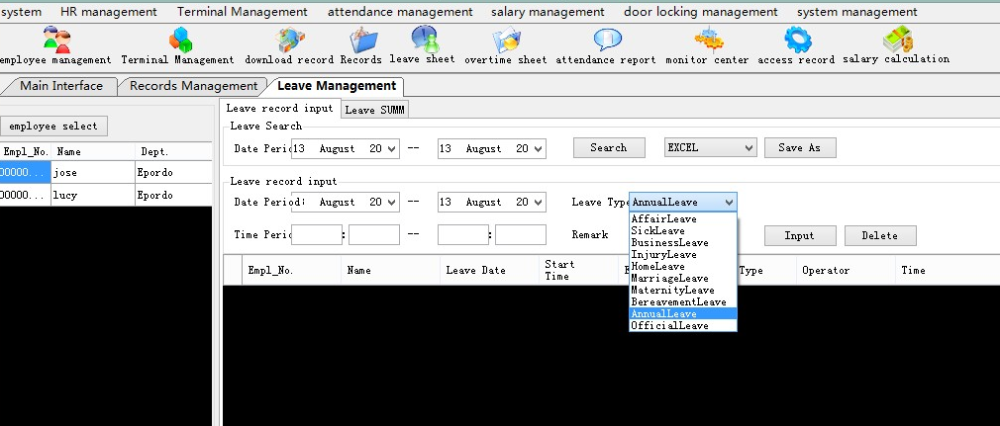 system HR management Terminal Management attendance management salary management door locking management system management
employee management Terminal Management download record Records leave sheet overtime sheet attendance report monitor center access record salary calculation
Main Interface Records Management Leave Management
Leave record input Leave SUMM
employee select
Leave Search
Date Peri 13 August 20 -- 13 August 20 Search EXCEL Save As
Empl_No. Name Dept.
00000... jose Epordo
00000... lucy Epordo
Leave record input
Date Period: August 20 -- 13 August 20 Leave Typ AnnualLeave
AffairLeave
SickLeave
Time Peri : -- : Remark Input Delete
BusinessLeave
InjuryLeave
HomeLeave
MarriageLeave
MaternityLeave
BereavementLeave
AnnualLeave
OfficialLeave
Empl_No. Name Leave Date Start Time E Type Operator Time